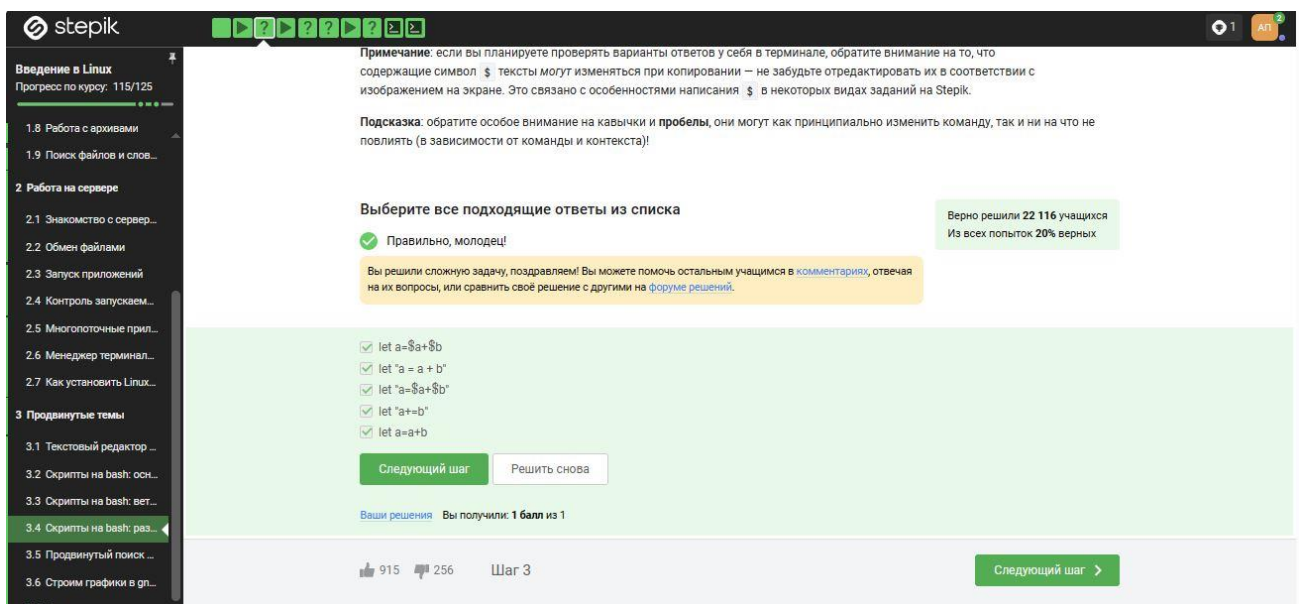 stepik
1
АП
2
Введение в Linux
Прогресс по курсу: 115/125
1.8 Работа с архивами
1.9 Поиск файлов и слов...
2 Работа на сервере
2.1 Знакомство с сервер...
2.2 Обмен файлами
2.3 Запуск приложений
2.4 Контроль запускаем...
2.5 Многопоточные прил...
2.6 Менеджер терминал...
2.7 Как установить Linux...
3 Продвинутые темы
3.1 Текстовый редактор ...
3.2 Скрипты на bash: осн...
3.3 Скрипты на bash: вет...
3.4 Скрипты на bash: раз...
3.5 Продвинутый поиск ...
3.6 Строим графики в gn...
Примечание: если вы планируете проверять варианты ответов у себя в терминале, обратите внимание на то, что
содержащие символ $ тексты могут изменяться при копировании — не забудьте отредактировать их в соответствии с
изображением на экране. Это связано с особенностями написания $ в некоторых видах заданий на Stepik.
Подсказка: обратите особое внимание на кавычки и пробелы, они могут как принципиально изменить команду, так и ни на что не
повлиять (в зависимости от команды и контекста)!
Выберите все подходящие ответы из списка
Правильно, молодец!
Верно решили 22 116 учащихся
Из всех попыток 20% верных
Вы решили сложную задачу, поздравляем! Вы можете помочь остальным учащимся в комментариях, отвечая
на их вопросы, или сравнить своё решение с другими на форуме решений.
let a=$a+$b
let "a = a + b"
let "a=$a+$b"
let "a+=b"
let a=a+b
Следующий шаг
Решить снова
Ваши решения Вы получили: 1 балл из 1
915 256 Шаг 3
Следующий шаг